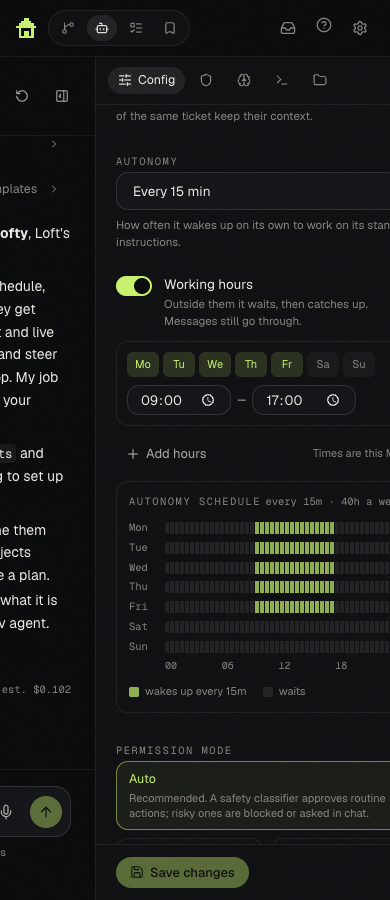 Config
of the same ticket keep their context.
AUTONOMY
Every 15 min
How often it wakes up on its own to work on its stan
instructions.
Working hours
Outside them it waits, then catches up.
Messages still go through.
Mo Tu We Th Fr Sa Su
09:00 – 17:00
+ Add hours Times are this M
AUTONOMY SCHEDULE every 15m · 40h a we
Mon
Tue
Wed
Thu
Fri
Sat
Sun
00 06 12 18
wakes up every 15m waits
PERMISSION MODE
Auto
Recommended. A safety classifier approves routine
actions; risky ones are blocked or asked in chat.
Save changes
nplates
ofty, Loft's
hedule,
ey get
t and live
and steer
op. My job
your
ts and
g to set up
ne them
jects
e a plan.
what it is
v agent.
est. $0.102
s